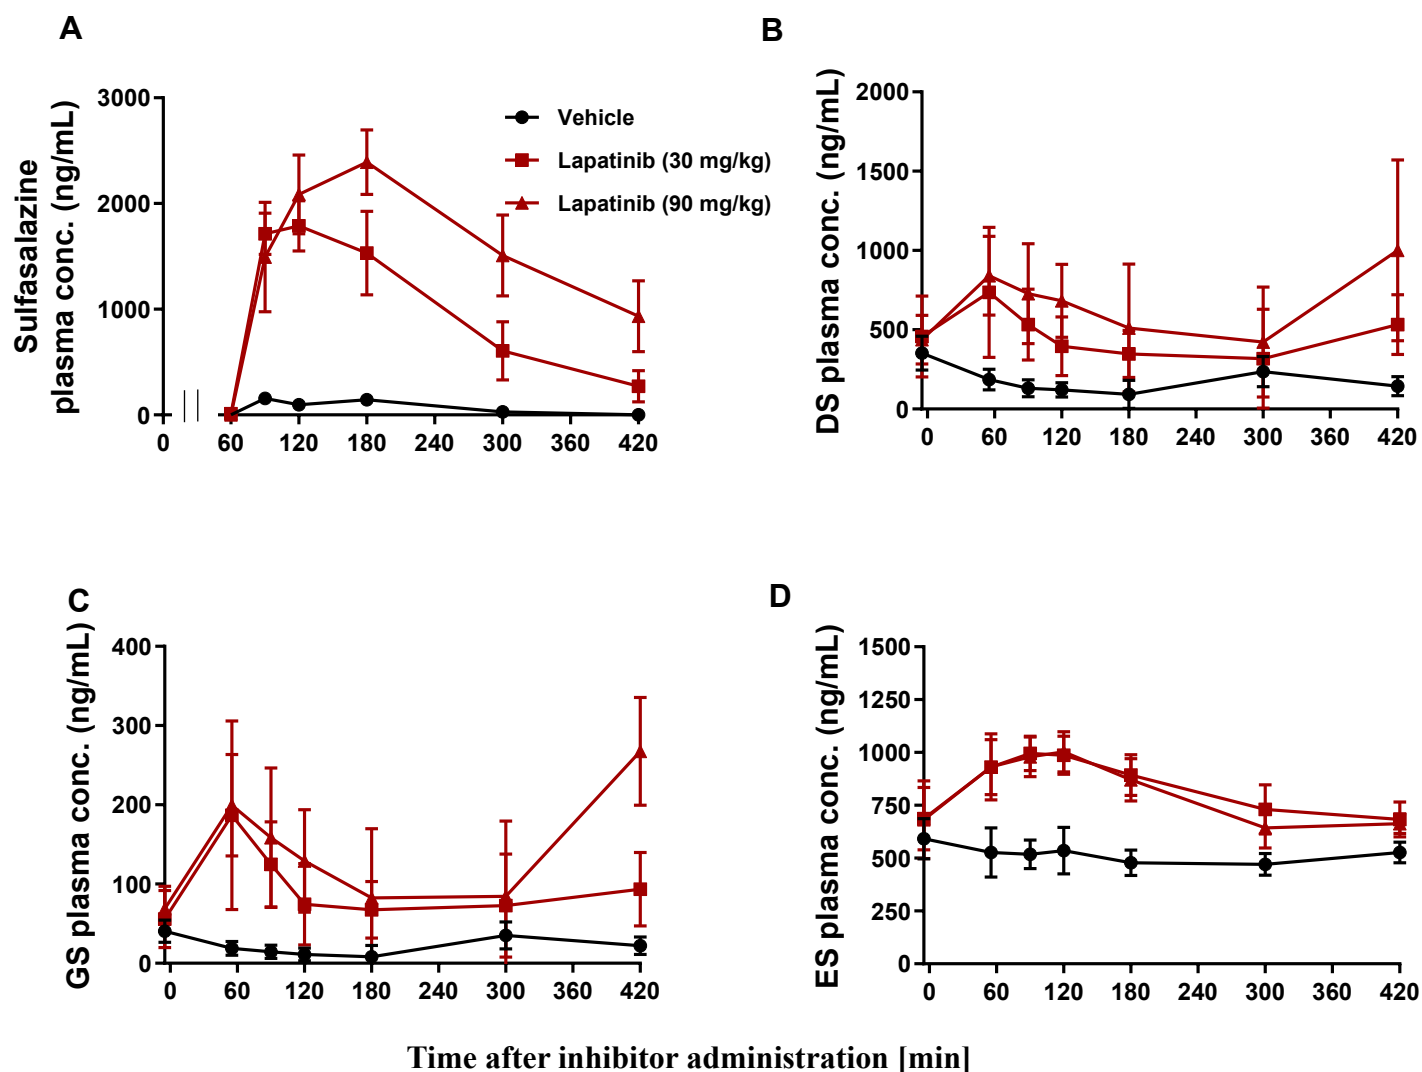 A
Sulfasalazine
plasma conc. (ng/mL)
3000
2000
1000
0
0 60 120 180 240 300 360 420
Vehicle
Lapatinib (30 mg/kg)
Lapatinib (90 mg/kg)
B
DS plasma conc. (ng/mL)
2000
1500
1000
500
0
0 60 120 180 240 300 360 420
C
GS plasma conc. (ng/mL)
400
300
200
100
0
0 60 120 180 240 300 360 420
D
ES plasma conc. (ng/mL)
1500
1250
1000
750
500
250
0
0 60 120 180 240 300 360 420
Time after inhibitor administration [min]